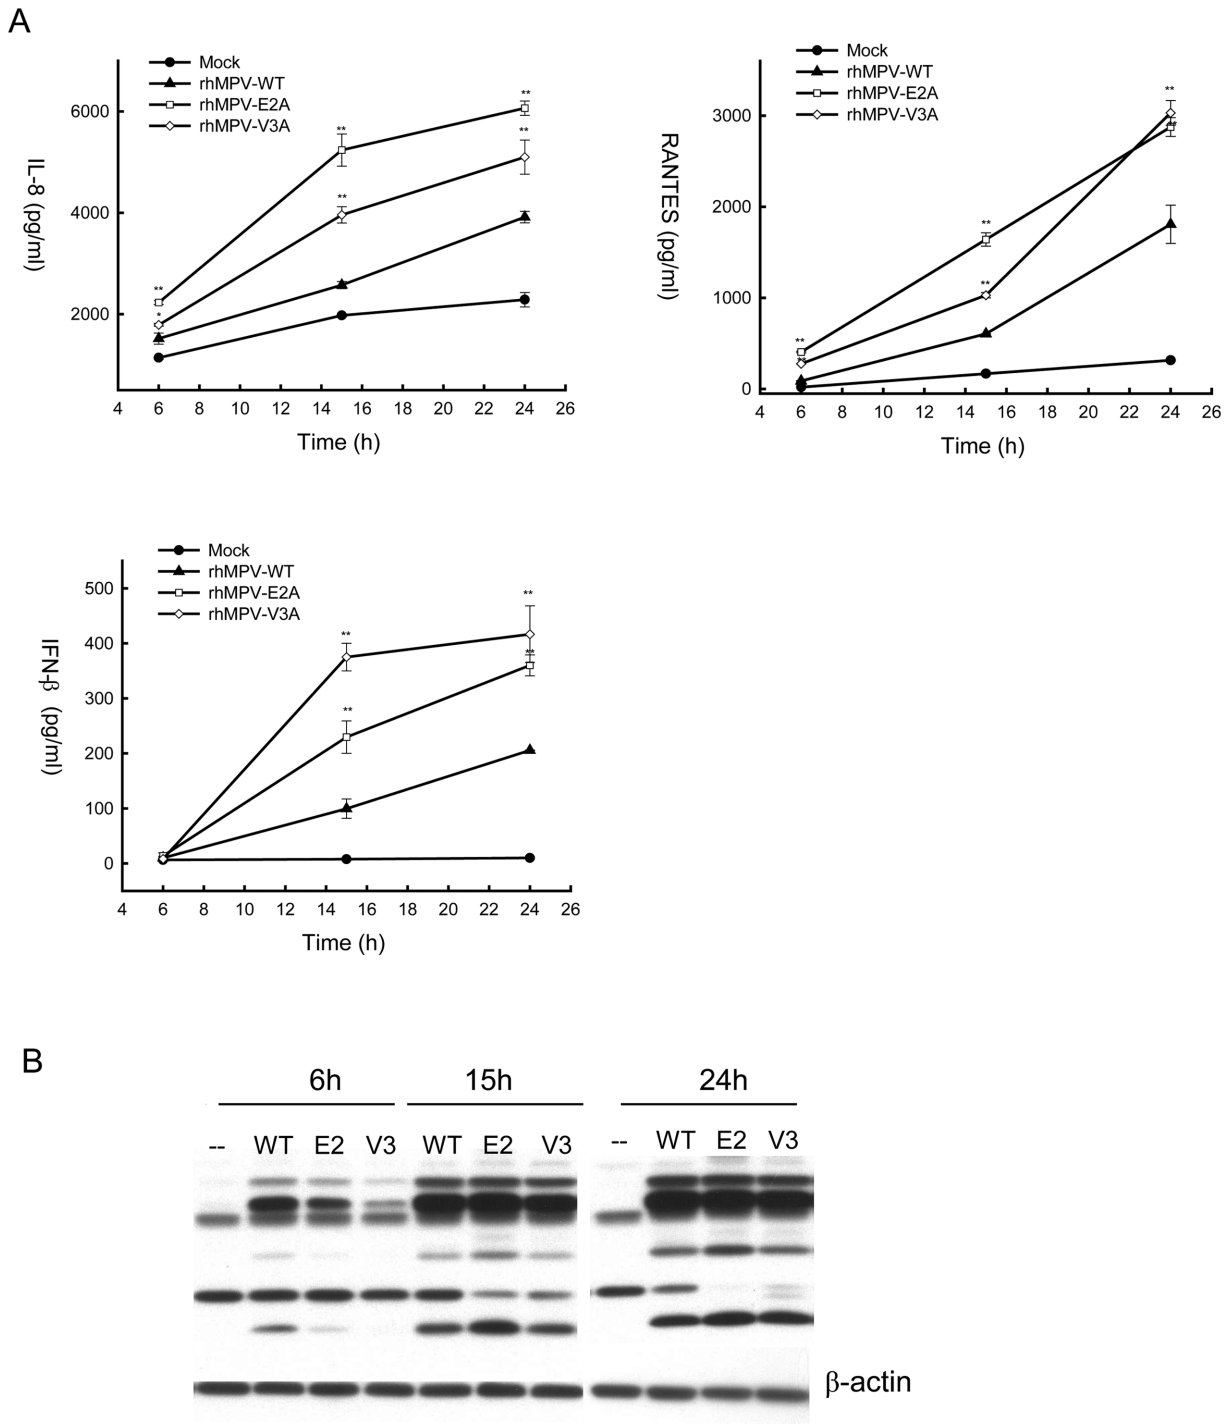 A
Mock
rhMPV-WT
rhMPV-E2A
rhMPV-V3A
**
**
**
**
**
*
6000
4000
2000
IL-8 (pg/ml)
4 6 8 10 12 14 16 18 20 22 24 26
Time (h)
Mock
rhMPV-WT
rhMPV-E2A
rhMPV-V3A
**
**
**
**
**
**
3000
2000
1000
0
RANTES (pg/ml)
4 6 8 10 12 14 16 18 20 22 24 26
Time (h)
Mock
rhMPV-WT
rhMPV-E2A
rhMPV-V3A
**
**
**
**
500
400
300
200
100
0
IFN-β (pg/ml)
4 6 8 10 12 14 16 18 20 22 24 26
Time (h)
B
6h 15h 24h
-- WT E2 V3 WT E2 V3 -- WT E2 V3
β-actin